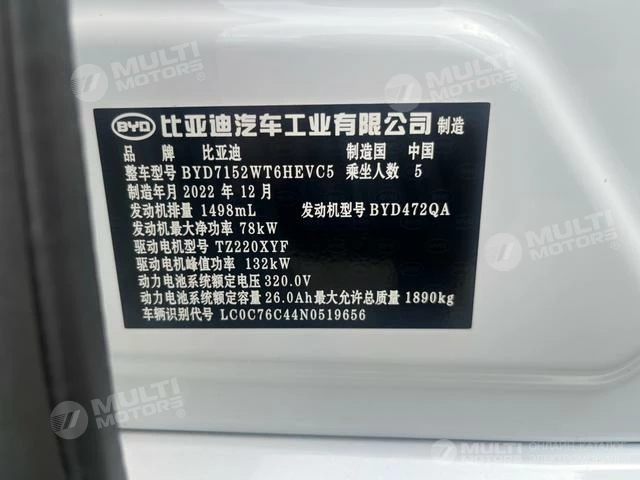 MULTI MOTORS
MULTI MOTORS
BYD 比亚迪汽车工业有限公司 制造
品 牌 比亚迪 制造国 中国
整车型号 BYD7152WT6HEVC5 乘坐人数 5
制造年月 2022 年 12 月
发动机排量 1498mL 发动机型号 BYD472QA
发动机最大净功率 78kW
驱动电机型号 TZ220XYF
驱动电机峰值功率 132kW
动力电池系统额定电压 320.0V
动力电池系统额定容量 26.0Ah 最大允许总质量 1890kg
车辆识别代号 LC0C76C44N0519656
MULTI MOTORS
MULTI MOTORS
MULTI